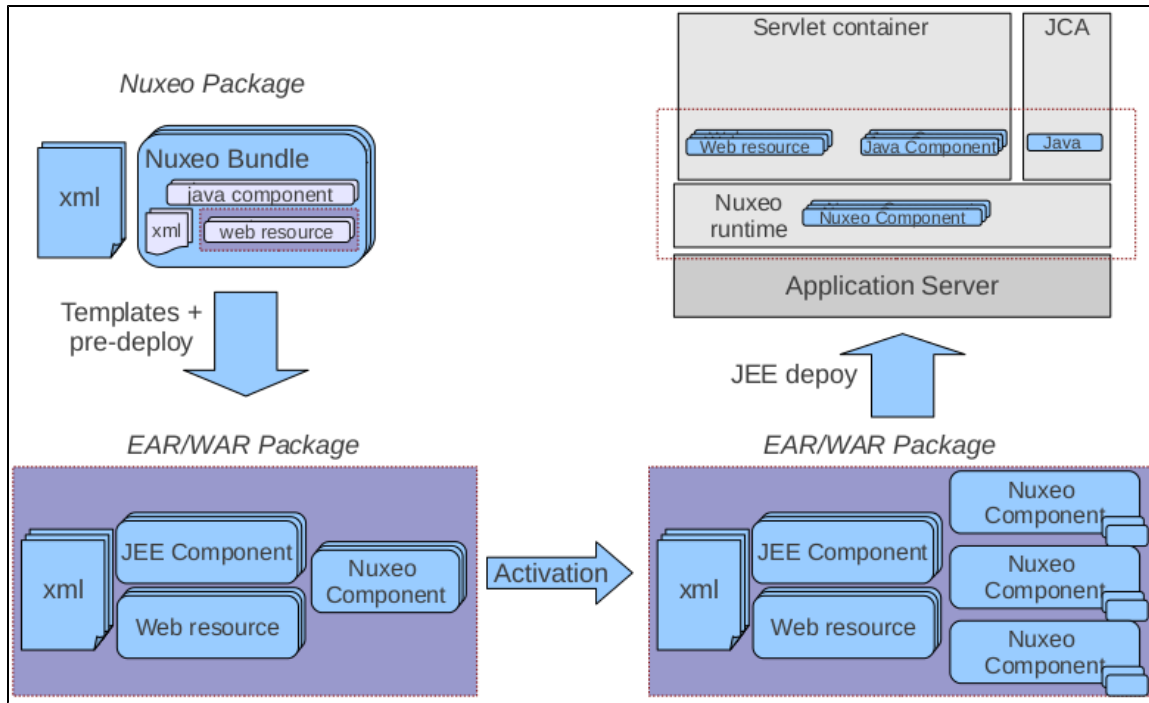 Nuxeo Package
xml
Nuxeo Bundle
java component
xml
web resource
Templates +
pre-deploy
EAR/WAR Package
xml
JEE Component
Web resource
Nuxeo
Component
Activation
EAR/WAR Package
xml
JEE Component
Web resource
Nuxeo
Component
Nuxeo
Component
Nuxeo
Component
JEE depoy
Servlet container
JCA
Web resource
Java Component
Java
Nuxeo
runtime
Nuxeo Component
Application Server